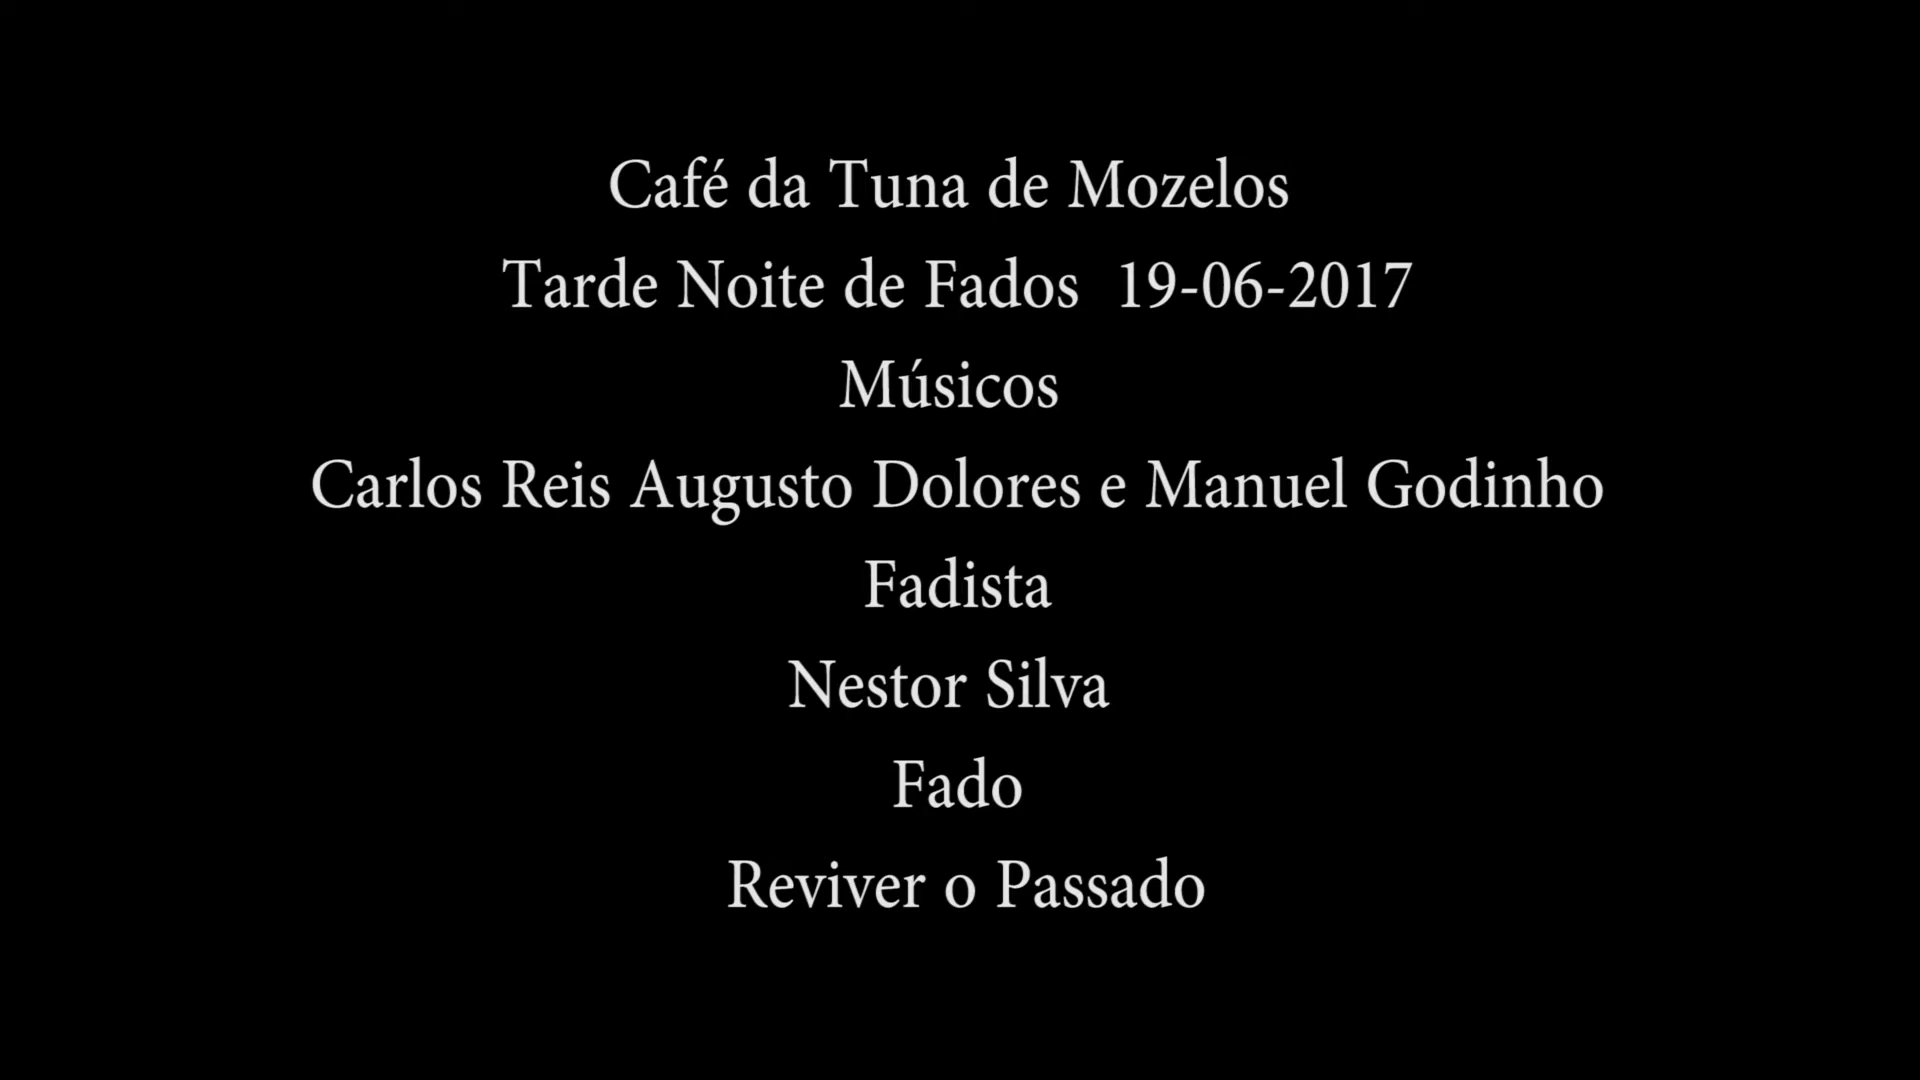 Café da Tuna de Mozelos
Tarde Noite de Fados  19-06-2017
Músicos
Carlos Reis Augusto Dolores e Manuel Godinho
Fadista
Nestor Silva
Fado
Reviver o Passado